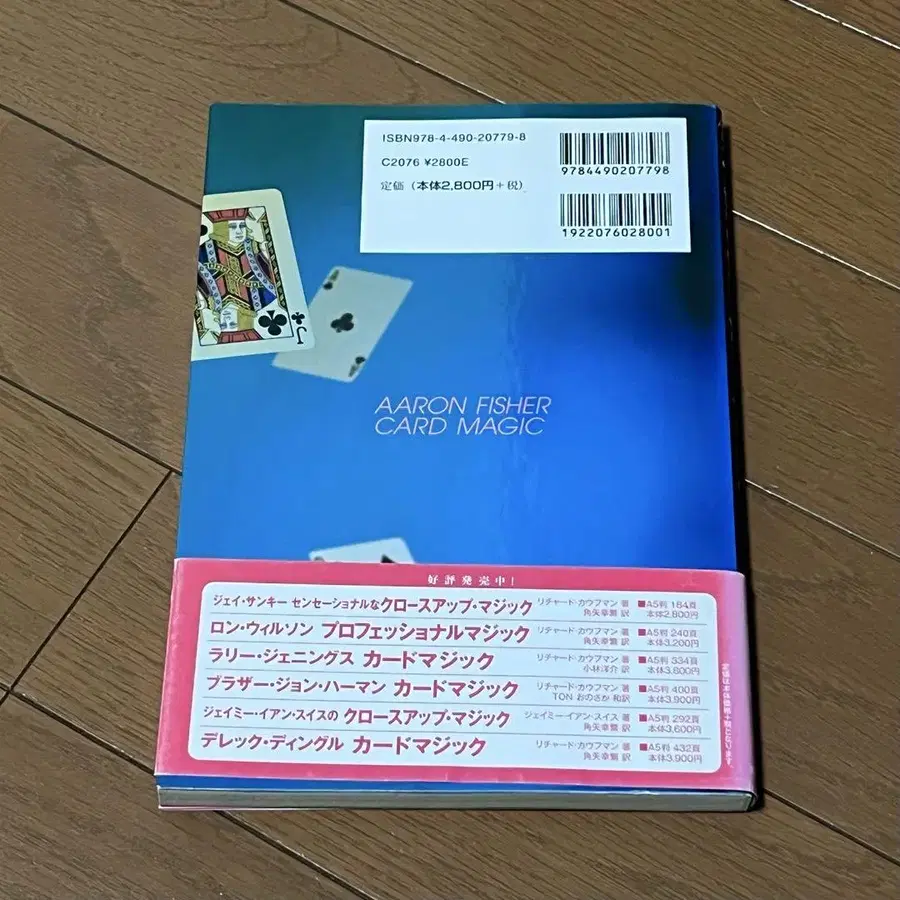 ISBN978-4-490-20779-8
C2076 ¥2800E
定価（本体2,800円+税）
9784490207798
1922076028001
J
A
AARON FISHER
CARD MAGIC
好評発売中!
ジェイ・サンキー センセーショナルなクロースアップ・マジック リチャード・カウフマン 著 角矢幸繁 訳 ■A5判 184頁 本体2,800円
ロン・ウィルソン プロフェッショナルマジック リチャード・カウフマン 著 角矢幸繁 訳 ■A5判 240頁 本体3,200円
ラリー・ジェニングス カードマジック リチャード・カウフマン 著 小林洋介 訳 ■A5判 334頁 本体3,800円
ブラザー・ジョン・ハーマン カードマジック リチャード・カウフマン 著 TON おのさか 和訳 ■A5判 400頁 本体3,900円
ジェイミー・イアン・スイスの クロースアップ・マジック ジェイミー・イアン・スイス 著 角矢幸繁 訳 ■A5判 292頁 本体3,600円
デレック・ディングル カードマジック リチャード・カウフマン 著 角矢幸繁 訳 ■A5判 432頁 本体3,900円